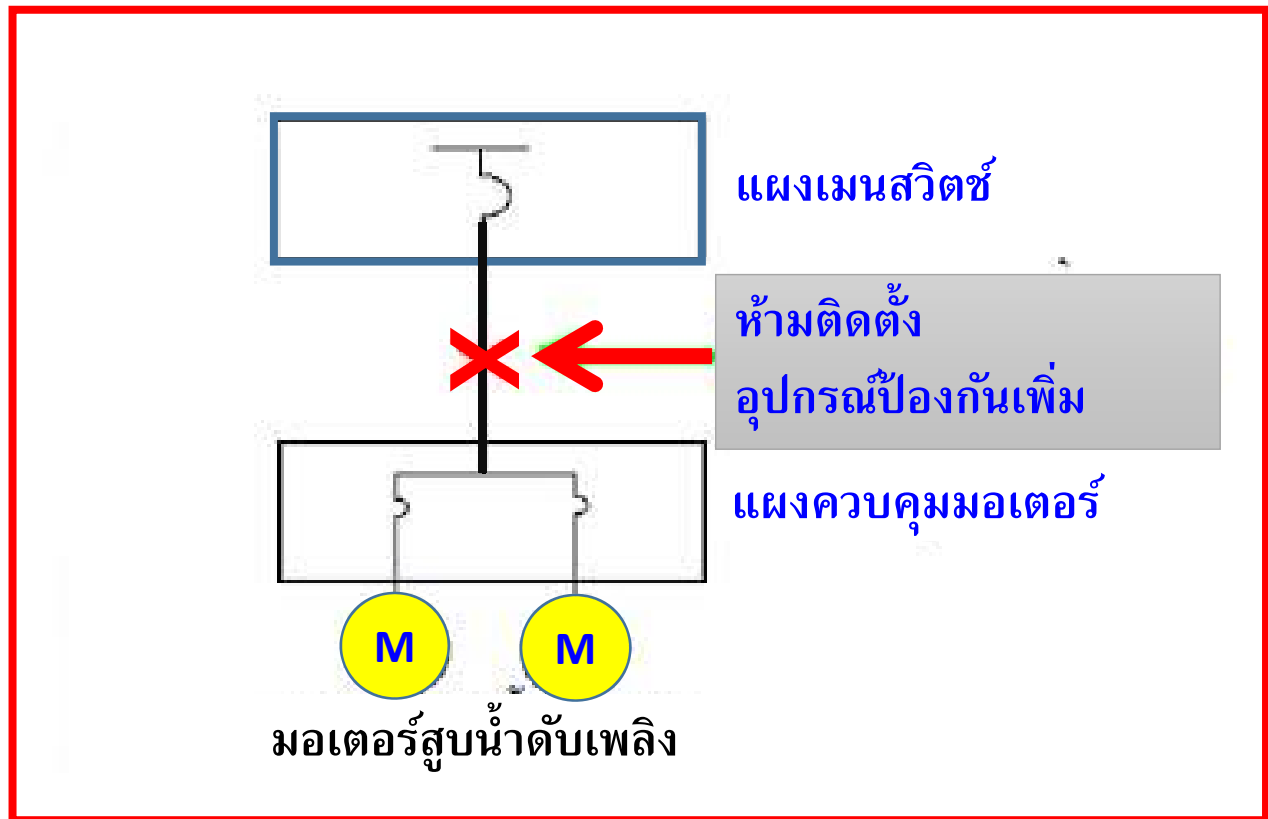 แผงเมนสวิตช์
ห้ามติดตั้ง
อุปกรณ์ป้องกันเพิ่ม
แผงควบคุมมอเตอร์
M M
มอเตอร์สูบน้ำดับเพลิง